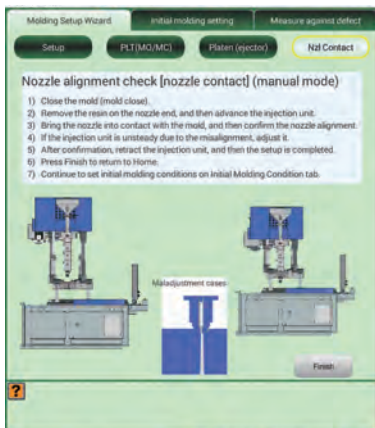 Molding Setup Wizard
Initial molding setting
Measure against defect
Setup
PLT(MO/MC)
Platen (ejector)
Nzl Contact
Nozzle alignment check [nozzle contact] (manual mode)
1) Close the mold (mold close).
2) Remove the resin on the nozzle end, and then advance the injection unit.
3) Bring the nozzle into contact with the mold, and then confirm the nozzle alignment.
4) If the injection unit is unsteady due to the misalignment, adjust it.
5) After confirmation, retract the injection unit, and then the setup is completed.
6) Press Finish to return to Home.
7) Continue to set initial molding conditions on Initial Molding Condition tab.
Maladjustment cases
Finish
?